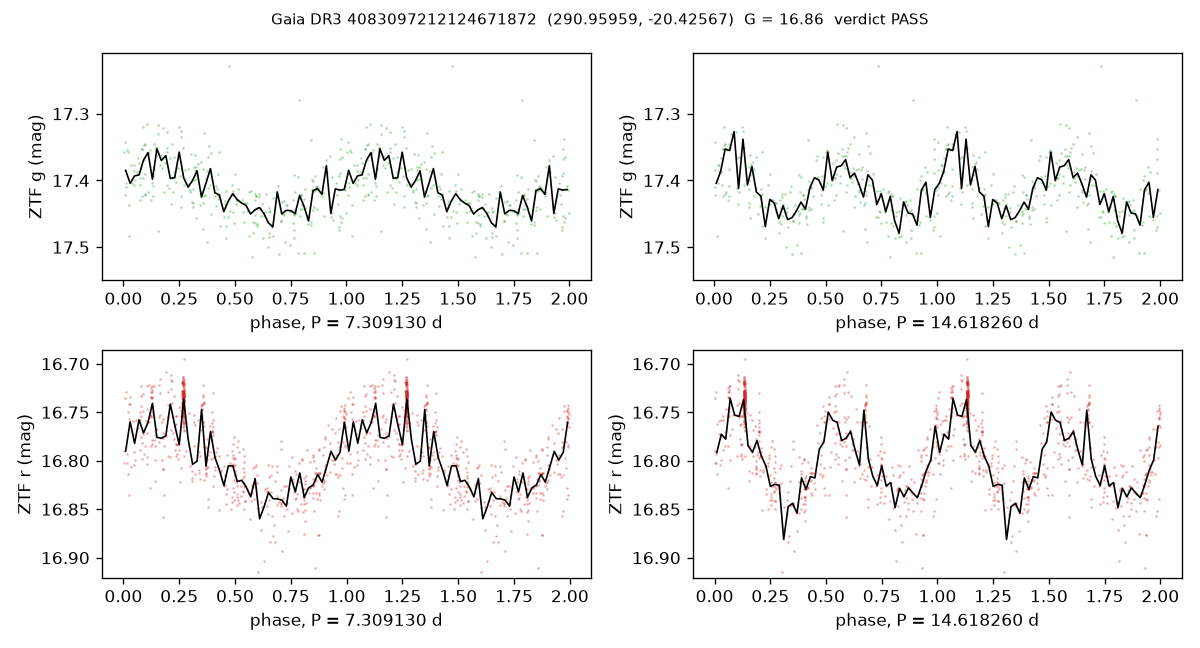 Gaia DR3 4083097212124671872  (290.95959, -20.42567)  G = 16.86  verdict PASS
ZTF g (mag)
17.3
17.4
17.5
0.00 0.25 0.50 0.75 1.00 1.25 1.50 1.75 2.00
phase, P = 7.309130 d
ZTF g (mag)
17.3
17.4
17.5
0.00 0.25 0.50 0.75 1.00 1.25 1.50 1.75 2.00
phase, P = 14.618260 d
ZTF r (mag)
16.70
16.75
16.80
16.85
16.90
0.00 0.25 0.50 0.75 1.00 1.25 1.50 1.75 2.00
phase, P = 7.309130 d
ZTF r (mag)
16.70
16.75
16.80
16.85
16.90
0.00 0.25 0.50 0.75 1.00 1.25 1.50 1.75 2.00
phase, P = 14.618260 d